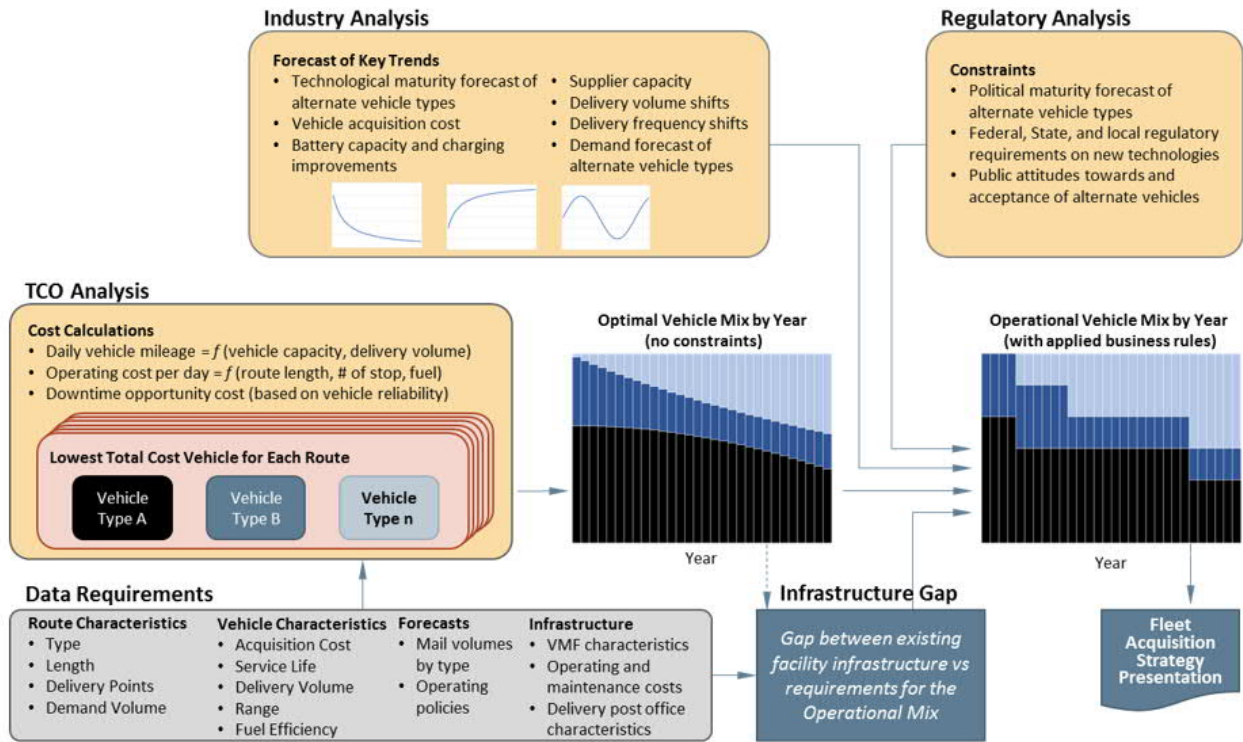 Industry Analysis
Forecast of Key Trends
• Technological maturity forecast of
alternate vehicle types
• Vehicle acquisition cost
• Battery capacity and charging
improvements
• Supplier capacity
• Delivery volume shifts
• Delivery frequency shifts
• Demand forecast of
alternate vehicle types
Regulatory Analysis
Constraints
• Political maturity forecast of
alternate vehicle types
• Federal, State, and local regulatory
requirements on new technologies
• Public attitudes towards and
acceptance of alternate vehicles
TCO Analysis
Cost Calculations
• Daily vehicle mileage = f (vehicle capacity, delivery volume)
• Operating cost per day = f (route length, # of stop, fuel)
• Downtime opportunity cost (based on vehicle reliability)
Lowest Total Cost Vehicle for Each Route
Vehicle
Type A
Vehicle
Type B
Vehicle
Type n
Optimal Vehicle Mix by Year
(no constraints)
Year
Operational Vehicle Mix by Year
(with applied business rules)
Year
Data Requirements
Route Characteristics
• Type
• Length
• Delivery Points
• Demand Volume
Vehicle Characteristics
• Acquisition Cost
• Service Life
• Delivery Volume
• Range
• Fuel Efficiency
Forecasts
• Mail volumes
by type
• Operating
policies
Infrastructure
• VMF characteristics
• Operating and
maintenance costs
• Delivery post office
characteristics
Infrastructure Gap
Gap between existing
facility infrastructure vs
requirements for the
Operational Mix
Fleet
Acquisition
Strategy
Presentation